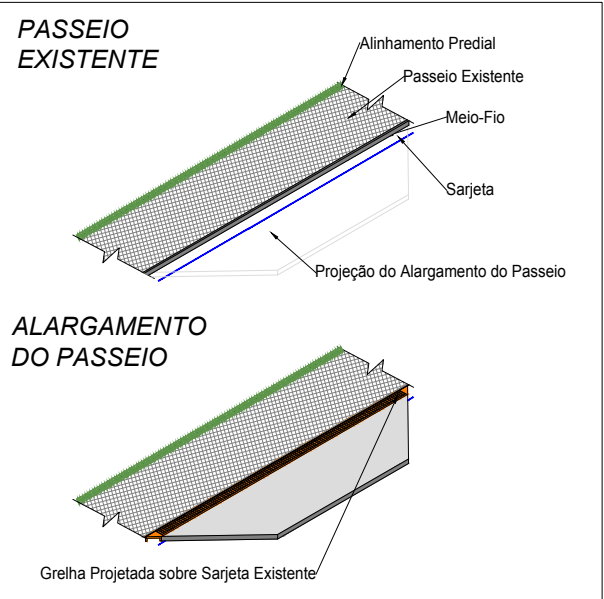 PASSEIO
EXISTENTE
Alinhamento Predial
Passeio Existente
Meio-Fio
Sarjeta
Projeção do Alargamento do Passeio
ALARGAMENTO
DO PASSEIO
Grelha Projetada sobre Sarjeta Existente